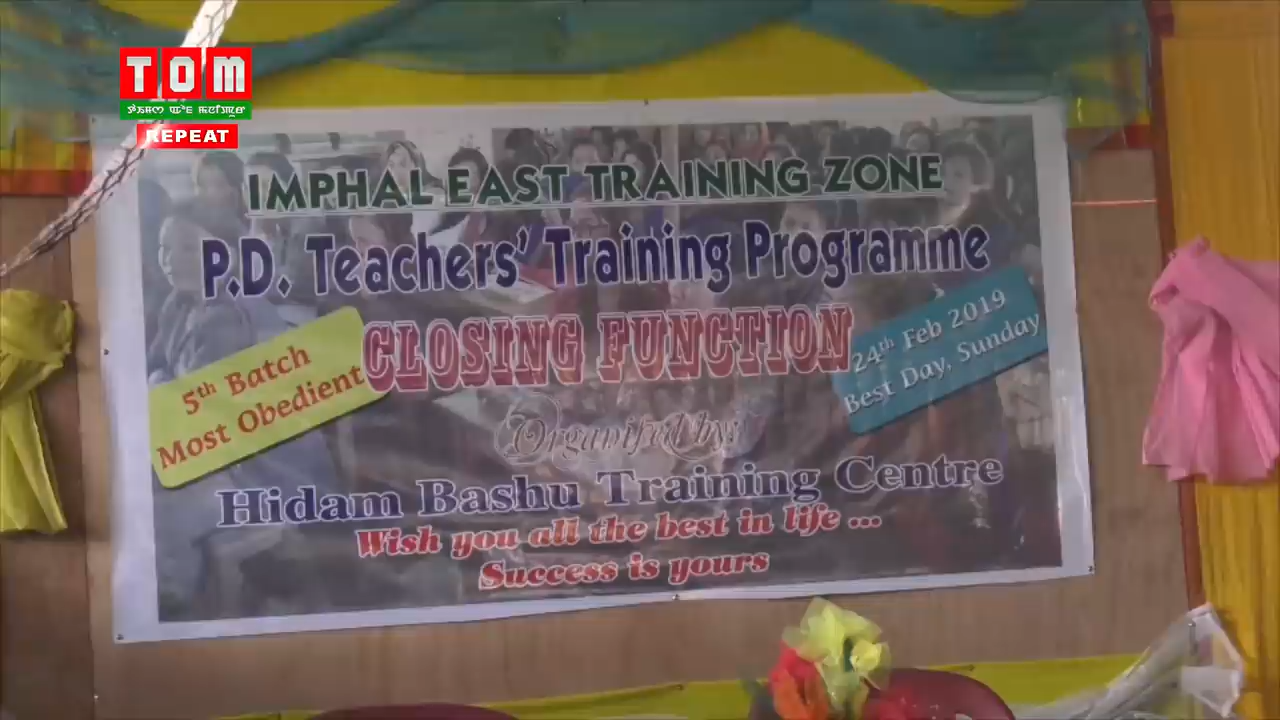 TOM
REPEAT
IMPHAL EAST TRAINING ZONE
P.D. Teachers' Training Programme
CLOSING FUNCTION
5th Batch
Most Obedient
24th Feb 2019
Best Day, Sunday
Organised by:
Hidam Bashu Training Centre
Wish you all the best in life ...
Success is yours